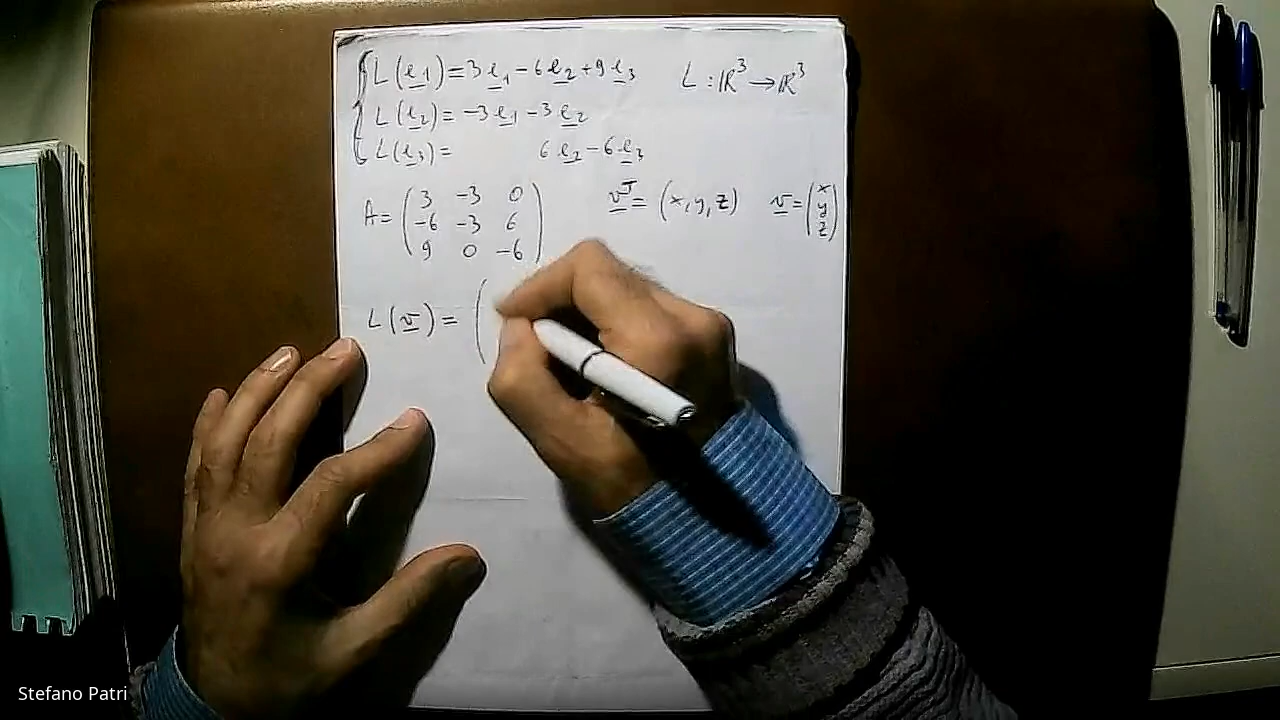 L(e1) = 3e1 - 6e2 + 9e3 L : ℝ³ → ℝ³
L(e2) = -3e1 - 3e2
L(e3) = 6e2 - 6e3
A = ( 3 -3 0
-6 -3 6
9 0 -6 )
v^T = (x, y, z) v = ( x
y
z )
L(v) = (
Stefano Patri